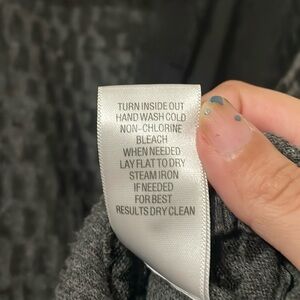 TURN INSIDE OUT
HAND WASH COLD
NON-CHLORINE
BLEACH
WHEN NEEDED
LAY FLAT TO DRY
STEAM IRON
IF NEEDED
FOR BEST
RESULTS DRY CLEAN